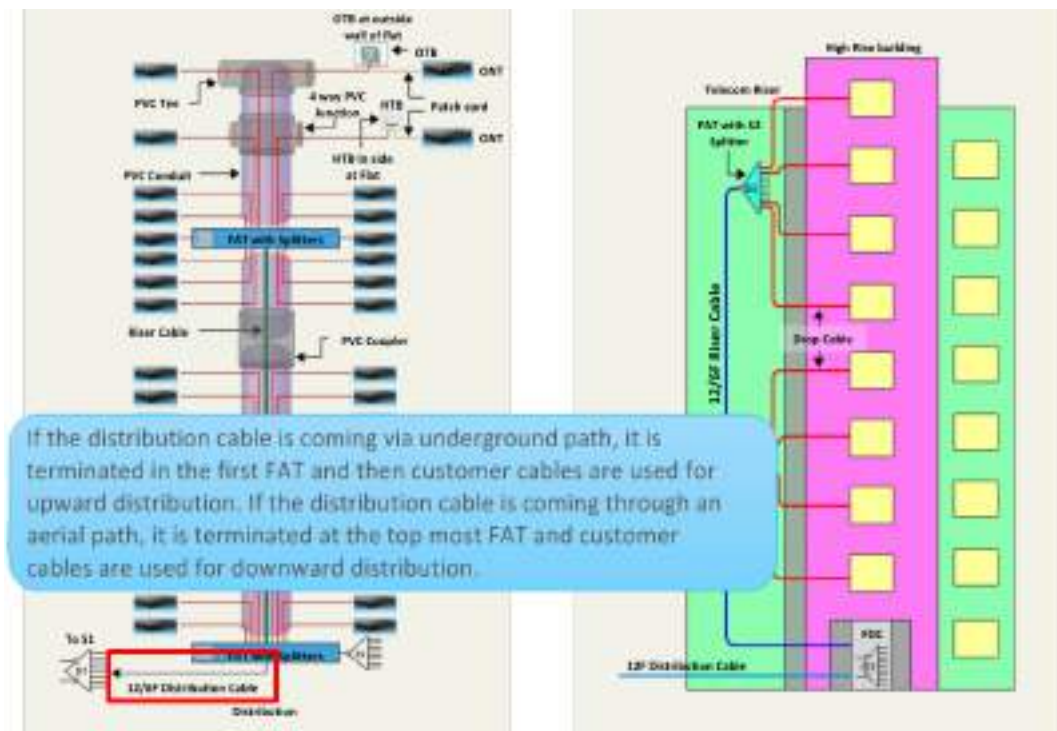 OTB at outside
wall of flat
OTB
ONT
PVC Tee
4 way PVC
Junction
HTB
Patch cord
ONT
HTB in side
at Flat
PVC Conduit
FAT with Splitters
Riser Cable
PVC Coupler
If the distribution cable is coming via underground path, it is
terminated in the first FAT and then customer cables are used for
upward distribution. If the distribution cable is coming through an
aerial path, it is terminated at the top most FAT and customer
cables are used for downward distribution.
To S1
FAT with Splitters
12/6F Distribution Cable
Distribution
High Rise building
Telecom Riser
FAT with S2
Splitter
12/6F Riser Cable
Drop Cable
FDC
12F Distribution Cable